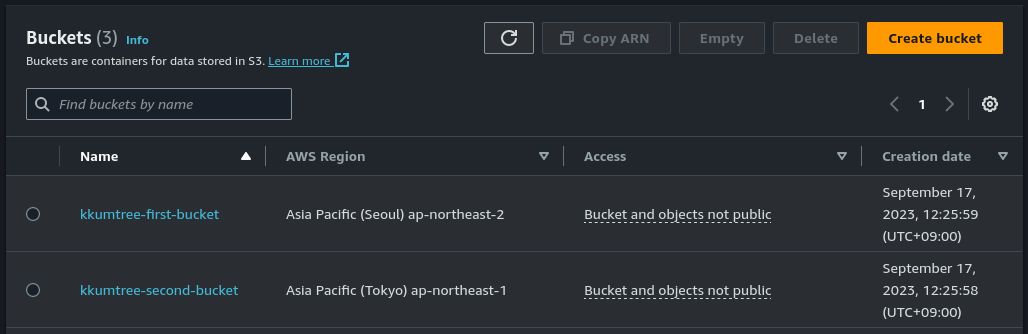 Buckets (3) Info
Copy ARN
Empty
Delete
Create bucket
Buckets are containers for data stored in S3. Learn more
Find buckets by name
1
Name AWS Region Access Creation date
kkumtree-first-bucket Asia Pacific (Seoul) ap-northeast-2 Bucket and objects not public September 17,
2023, 12:25:59
(UTC+09:00)
kkumtree-second-bucket Asia Pacific (Tokyo) ap-northeast-1 Bucket and objects not public September 17,
2023, 12:25:58
(UTC+09:00)